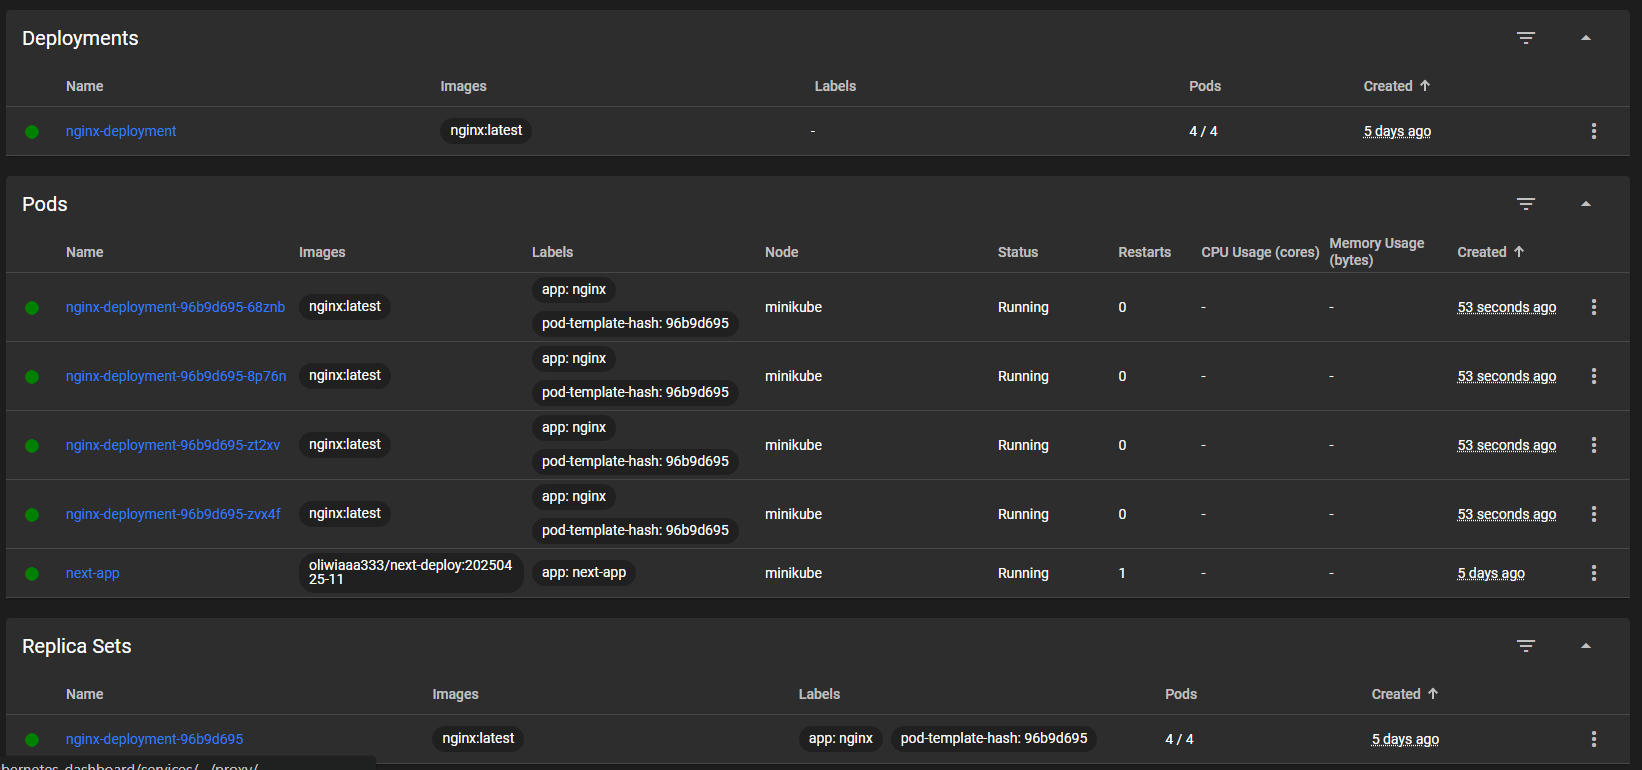 Deployments
Name Images Labels Pods Created
nginx-deployment nginx:latest - 4 / 4 5 days ago
Pods
Name Images Labels Node Status Restarts CPU Usage (cores) Memory Usage (bytes) Created
nginx-deployment-96b9d695-68znb nginx:latest app: nginx pod-template-hash: 96b9d695 minikube Running 0 - - 53 seconds ago
nginx-deployment-96b9d695-8p76n nginx:latest app: nginx pod-template-hash: 96b9d695 minikube Running 0 - - 53 seconds ago
nginx-deployment-96b9d695-zt2xv nginx:latest app: nginx pod-template-hash: 96b9d695 minikube Running 0 - - 53 seconds ago
nginx-deployment-96b9d695-zvx4f nginx:latest app: nginx pod-template-hash: 96b9d695 minikube Running 0 - - 53 seconds ago
next-app oliwiaaa333/next-deploy:20250425-11 app: next-app minikube Running 1 - - 5 days ago
Replica Sets
Name Images Labels Pods Created
nginx-deployment-96b9d695 nginx:latest app: nginx pod-template-hash: 96b9d695 4 / 4 5 days ago